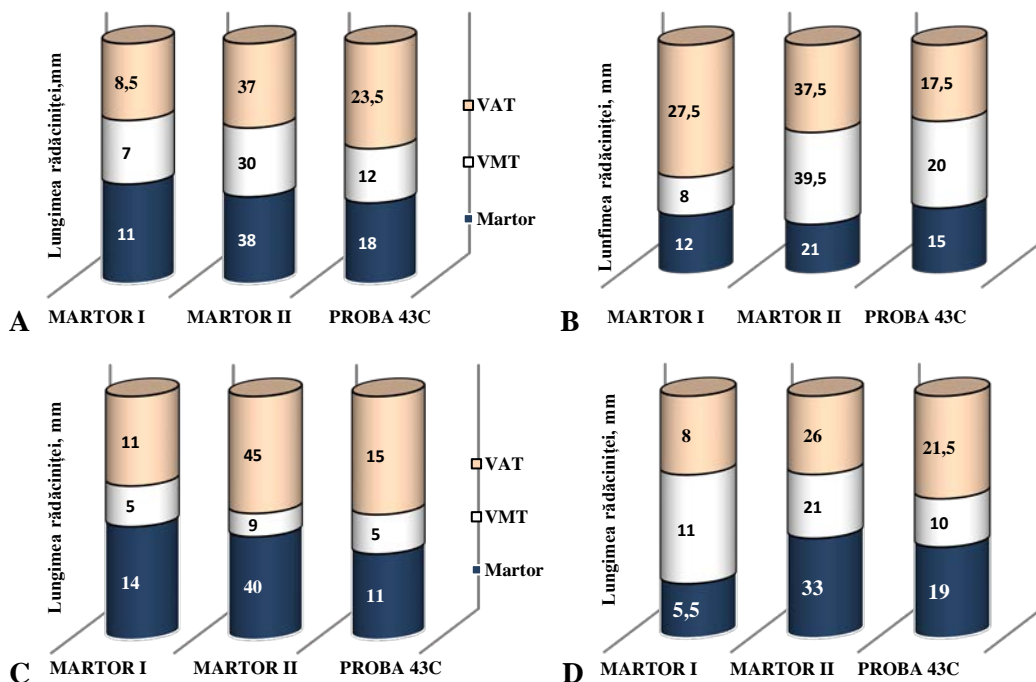 Lungimea rădăciniței,mm
8,5
37
23,5
7
30
12
11
38
18
VAT
VMT
Martor
A
MARTOR I
MARTOR II
PROBA 43C
Lunfimea rădăciniței, mm
27,5
37,5
17,5
8
39,5
20
12
21
15
B
MARTOR I
MARTOR II
PROBA 43C
Lungimea rădăciniței, mm
11
45
15
5
9
5
14
40
11
VAT
VMT
Martor
C
MARTOR I
MARTOR II
PROBA 43C
Lungimea rădăciniței, mm
8
26
21,5
11
21
10
5,5
33
19
D
MARTOR I
MARTOR II
PROBA 43C